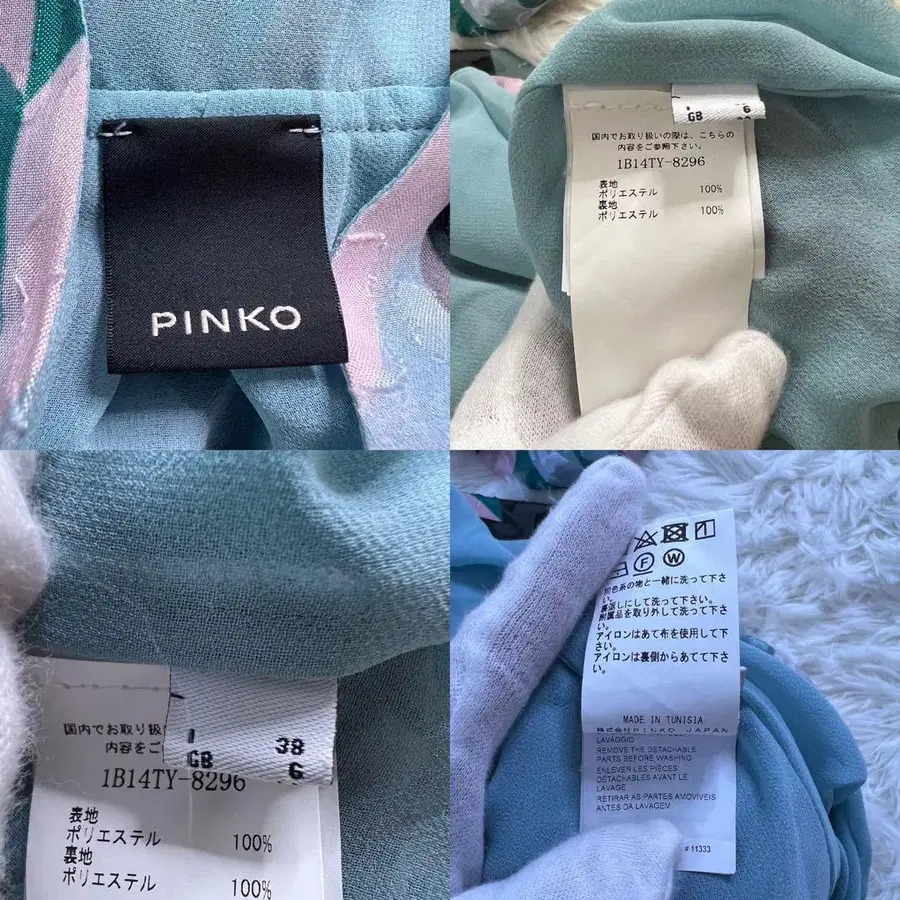 PINKO
I 6
GB
国内でお取り扱いの際は、こちらの
内容をご参照下さい。
1B14TY-8296
表地
ポリエステル 100%
裏地
ポリエステル 100%
I 38
GB 6
国内でお取り扱
内容をご
1B14TY-8296
表地
ポリエステル 100%
裏地
ポリエステル 100%
F W
同色系の物と一緒に洗って下さ
い。
裏返しにして洗って下さい。
附属品を取り外して洗って下さ
い。
アイロンはあて布を使用して下
さい。
アイロンは裏側からあてて下さ
い。
MADE IN TUNISIA
株式会社PINKO JAPAN
LAVAGGIO
REMOVE THE DETACHABLE
PARTS BEFORE WASHING
ENLEVER LES PIÈCES
DÉTACHABLES AVANT LE
LAVAGE
RETIRAR AS PARTES AMOVÍVEIS
ANTES DA LAVAGEM
# 11333